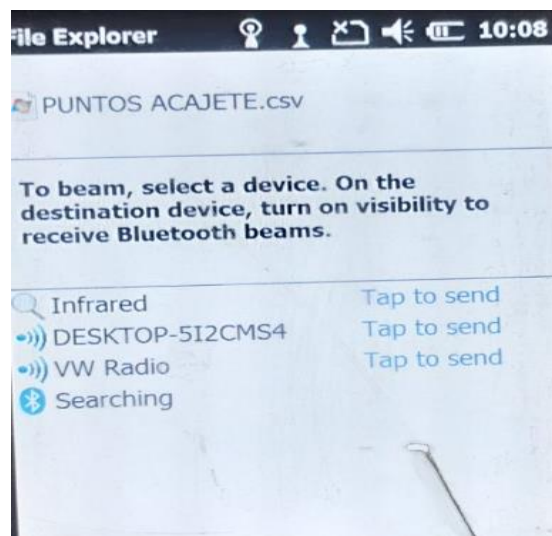 File Explorer 10:08
PUNTOS ACAJETE.csv
To beam, select a device. On the
destination device, turn on visibility to
receive Bluetooth beams.
Infrared Tap to send
DESKTOP-5I2CMS4 Tap to send
VW Radio Tap to send
Searching